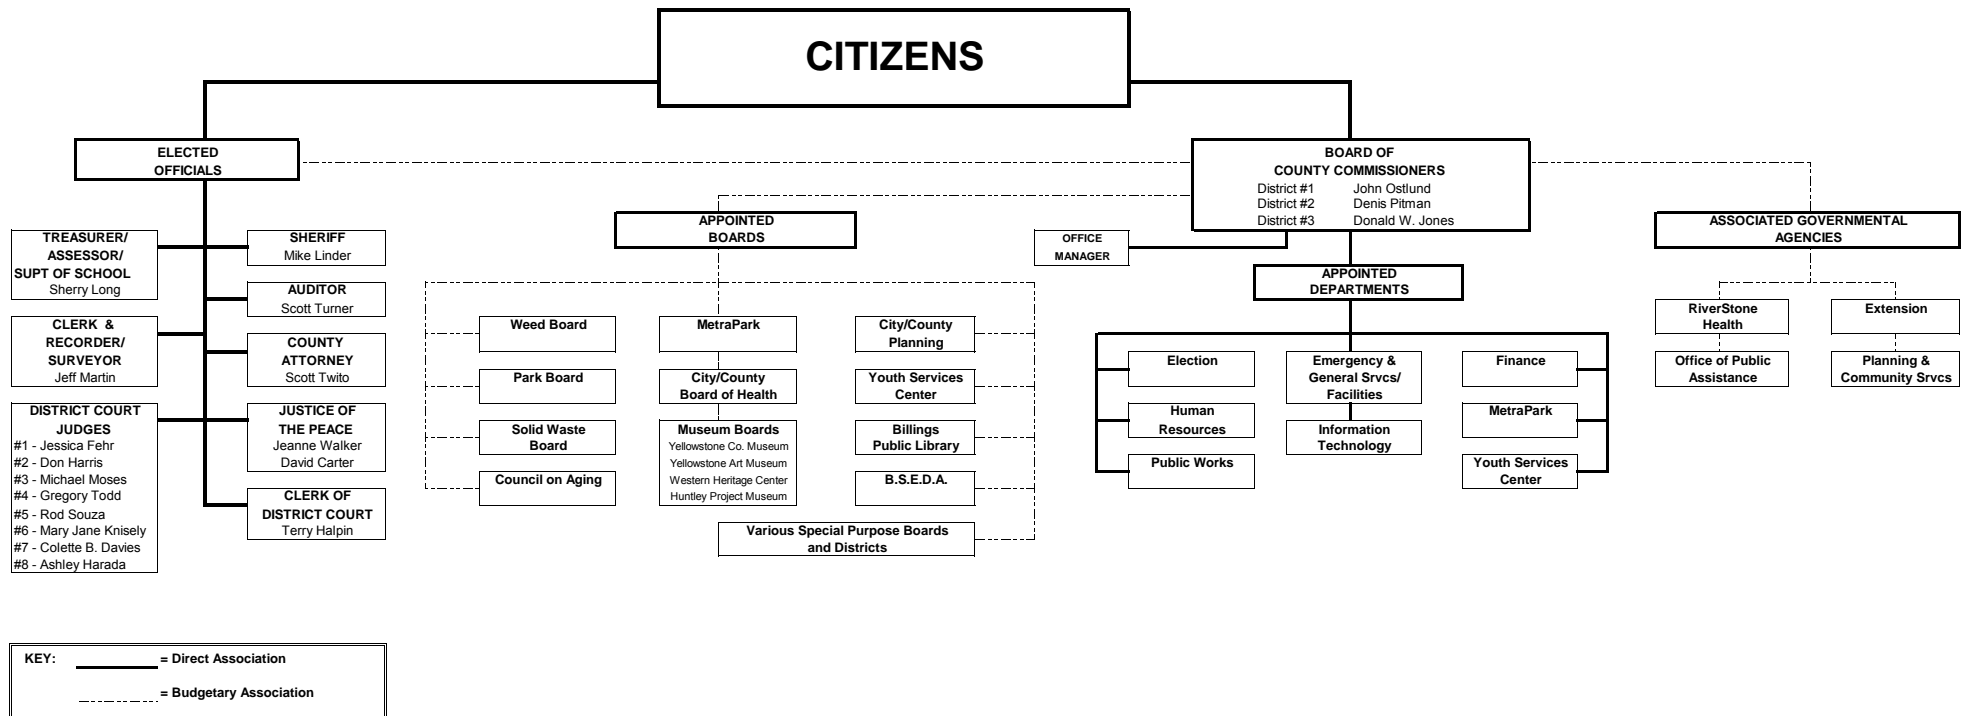 CITIZENS
ELECTED
OFFICIALS
BOARD OF
COUNTY COMMISSIONERS
District #1 John Ostlund
District #2 Denis Pitman
District #3 Donald W. Jones
APPOINTED
BOARDS
ASSOCIATED GOVERNMENTAL
AGENCIES
OFFICE
MANAGER
APPOINTED
DEPARTMENTS
TREASURER/
ASSESSOR/
SUPT OF SCHOOL
Sherry Long
CLERK &
RECORDER/
SURVEYOR
Jeff Martin
DISTRICT COURT
JUDGES
#1 - Jessica Fehr
#2 - Don Harris
#3 - Michael Moses
#4 - Gregory Todd
#5 - Rod Souza
#6 - Mary Jane Knisely
#7 - Colette B. Davies
#8 - Ashley Harada
SHERIFF
Mike Linder
AUDITOR
Scott Turner
COUNTY
ATTORNEY
Scott Twito
JUSTICE OF
THE PEACE
Jeanne Walker
David Carter
CLERK OF
DISTRICT COURT
Terry Halpin
Weed Board
Park Board
Solid Waste
Board
Council on Aging
MetraPark
City/County
Board of Health
Museum Boards
Yellowstone Co. Museum
Yellowstone Art Museum
Western Heritage Center
Huntley Project Museum
City/County
Planning
Youth Services
Center
Billings
Public Library
B.S.E.D.A.
Various Special Purpose Boards
and Districts
Election
Human
Resources
Public Works
Emergency &
General Srvcs/
Facilities
Information
Technology
Finance
MetraPark
Youth Services
Center
RiverStone
Health
Office of Public
Assistance
Extension
Planning &
Community Srvcs
KEY: = Direct Association
= Budgetary Association